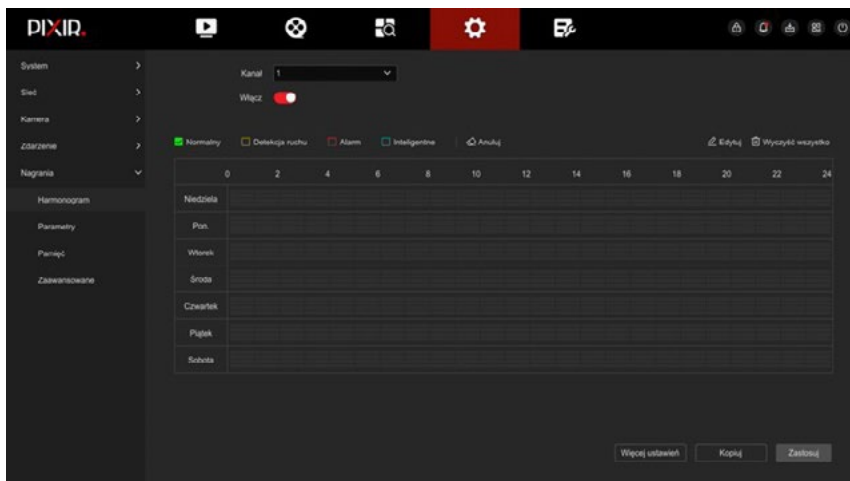 PIXIR.
System
Sieć
Kamera
Zdarzenie
Nagrania
Harmonogram
Parametry
Pamięć
Zaawansowane
Kanał 1
Włącz
Normalny Detekcja ruchu Alarm Inteligentne Anuluj Edytuj Wyczyść wszystko
0 2 4 6 8 10 12 14 16 18 20 22 24
Niedziela
Pon.
Wtorek
Środa
Czwartek
Piątek
Sobota
Więcej ustawień Kopiuj Zastosuj